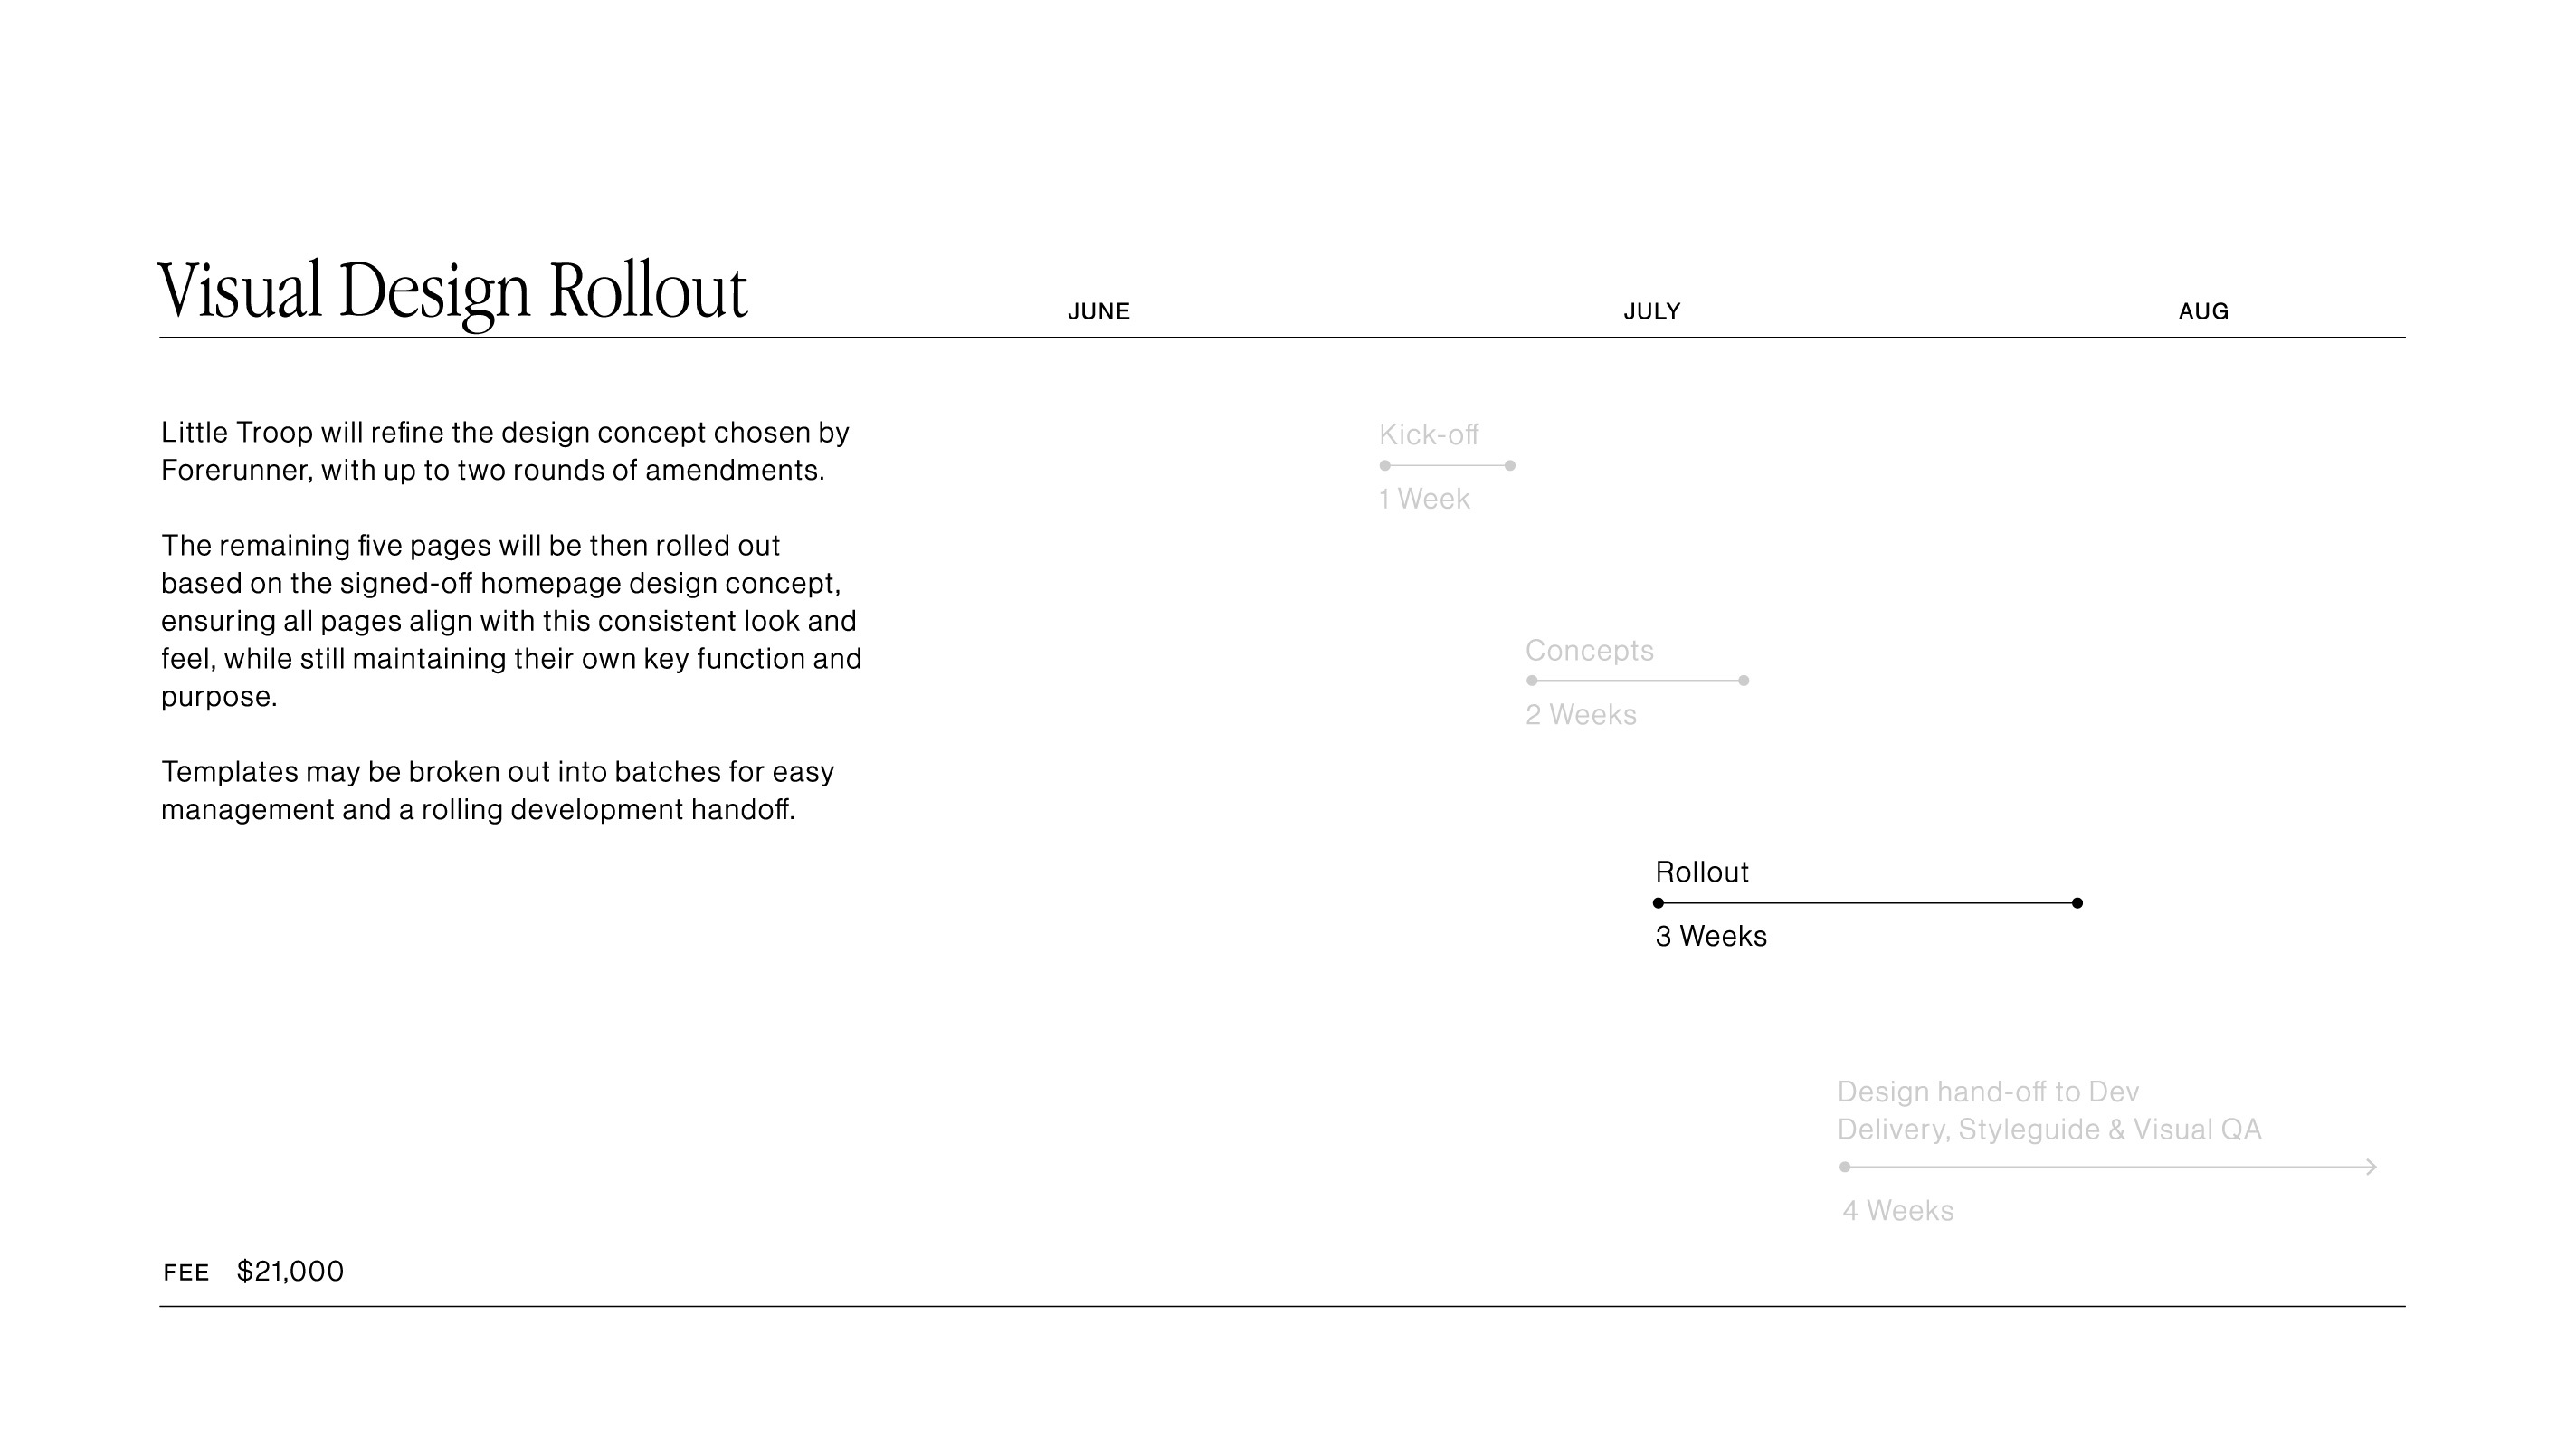 Visual Design Rollout
JUNE
JULY
AUG
Little Troop will refine the design concept chosen by
Forerunner, with up to two rounds of amendments.
The remaining five pages will be then rolled out
based on the signed-off homepage design concept,
ensuring all pages align with this consistent look and
feel, while still maintaining their own key function and
purpose.
Templates may be broken out into batches for easy
management and a rolling development handoff.
Kick-off
1 Week
Concepts
2 Weeks
Rollout
3 Weeks
Design hand-off to Dev
Delivery, Styleguide & Visual QA
4 Weeks
FEE $21,000